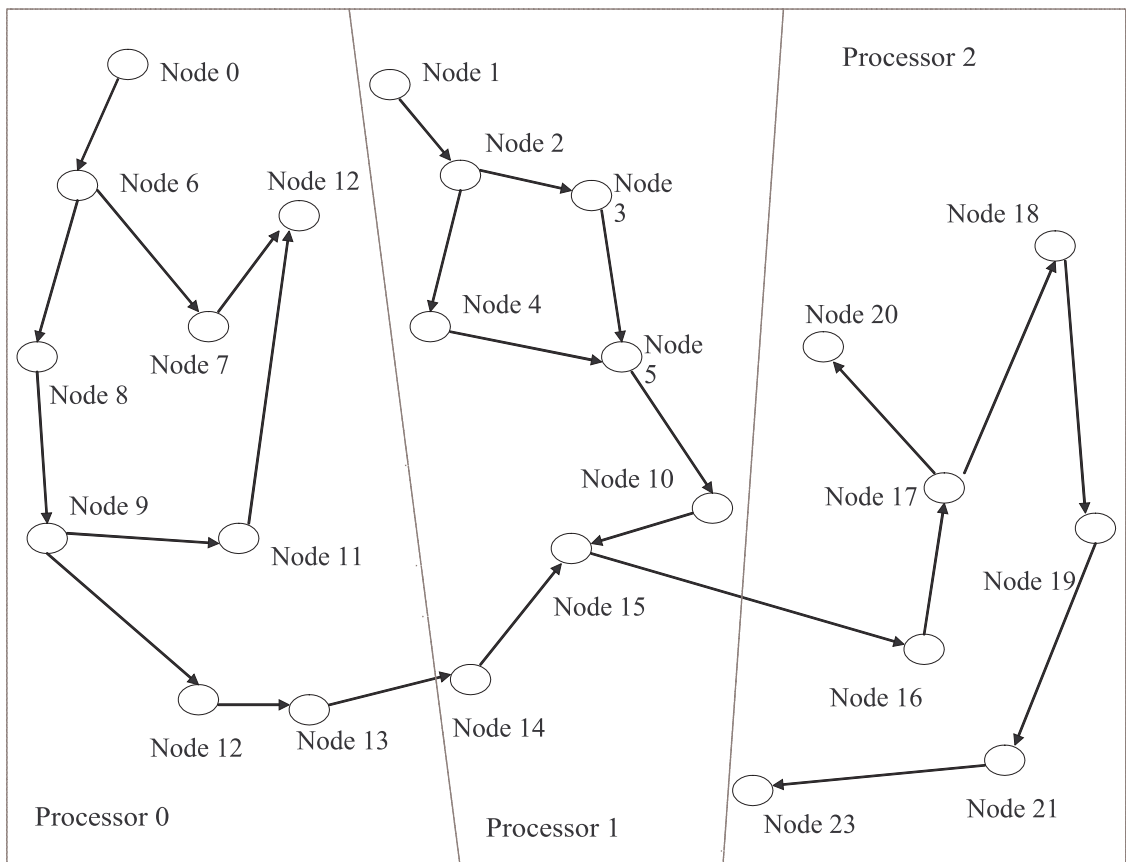 Processor 2
Node 0
Node 1
Node 2
Node 6
Node 12
Node
3
Node 18
Node 4
Node 20
Node 7
Node
5
Node 8
Node 10
Node 17
Node 9
Node 11
Node 19
Node 15
Node 16
Node 14
Node 13
Node 12
Node 21
Processor 0
Processor 1
Node 23